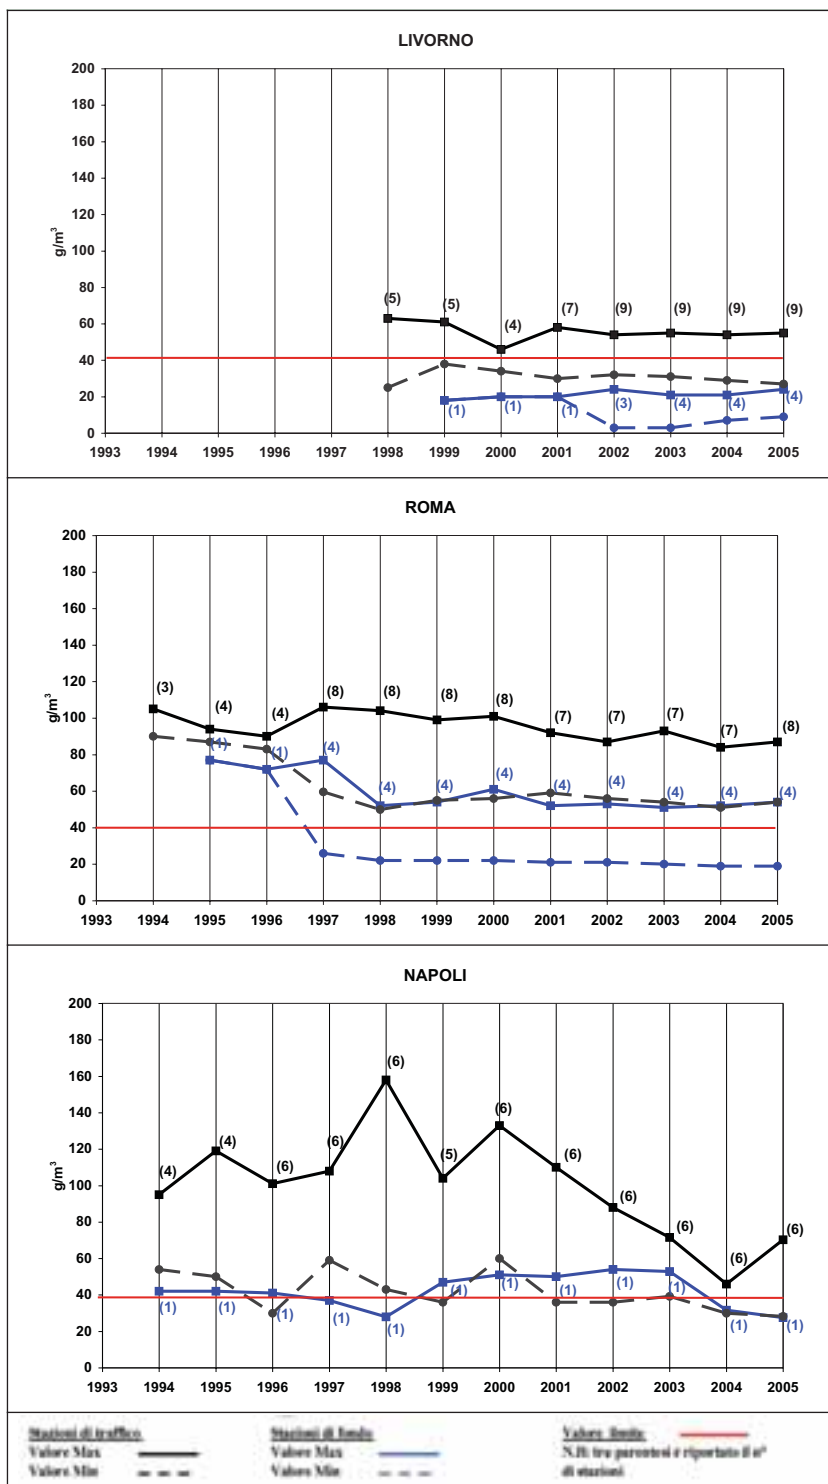 LIVORNO
200
180
160
140
120
100
80
60
40
20
0
g/m³
(5) (5) (4) (7) (9) (9) (9) (9)
(1) (1) (1) (3) (4) (4) (4)
1993 1994 1995 1996 1997 1998 1999 2000 2001 2002 2003 2004 2005
ROMA
200
180
160
140
120
100
80
60
40
20
0
g/m³
(3) (4) (4) (8) (8) (8) (8) (7) (7) (7) (7) (8)
(1) (1) (4) (4) (4) (4) (4) (4) (4) (4) (4)
1993 1994 1995 1996 1997 1998 1999 2000 2001 2002 2003 2004 2005
NAPOLI
200
180
160
140
120
100
80
60
40
20
0
g/m³
(4) (4) (6) (6) (6) (5) (6) (6) (6) (6) (6) (6)
(1) (1) (1) (1) (1) (1) (1) (1) (1) (1) (1) (1)
1993 1994 1995 1996 1997 1998 1999 2000 2001 2002 2003 2004 2005
Stazioni di traffico
Valore Max
Valore Min
Stazioni di fondo
Valore Max
Valore Min
Valore limite
N.B: tra parentesi è riportato il n°
di stazioni